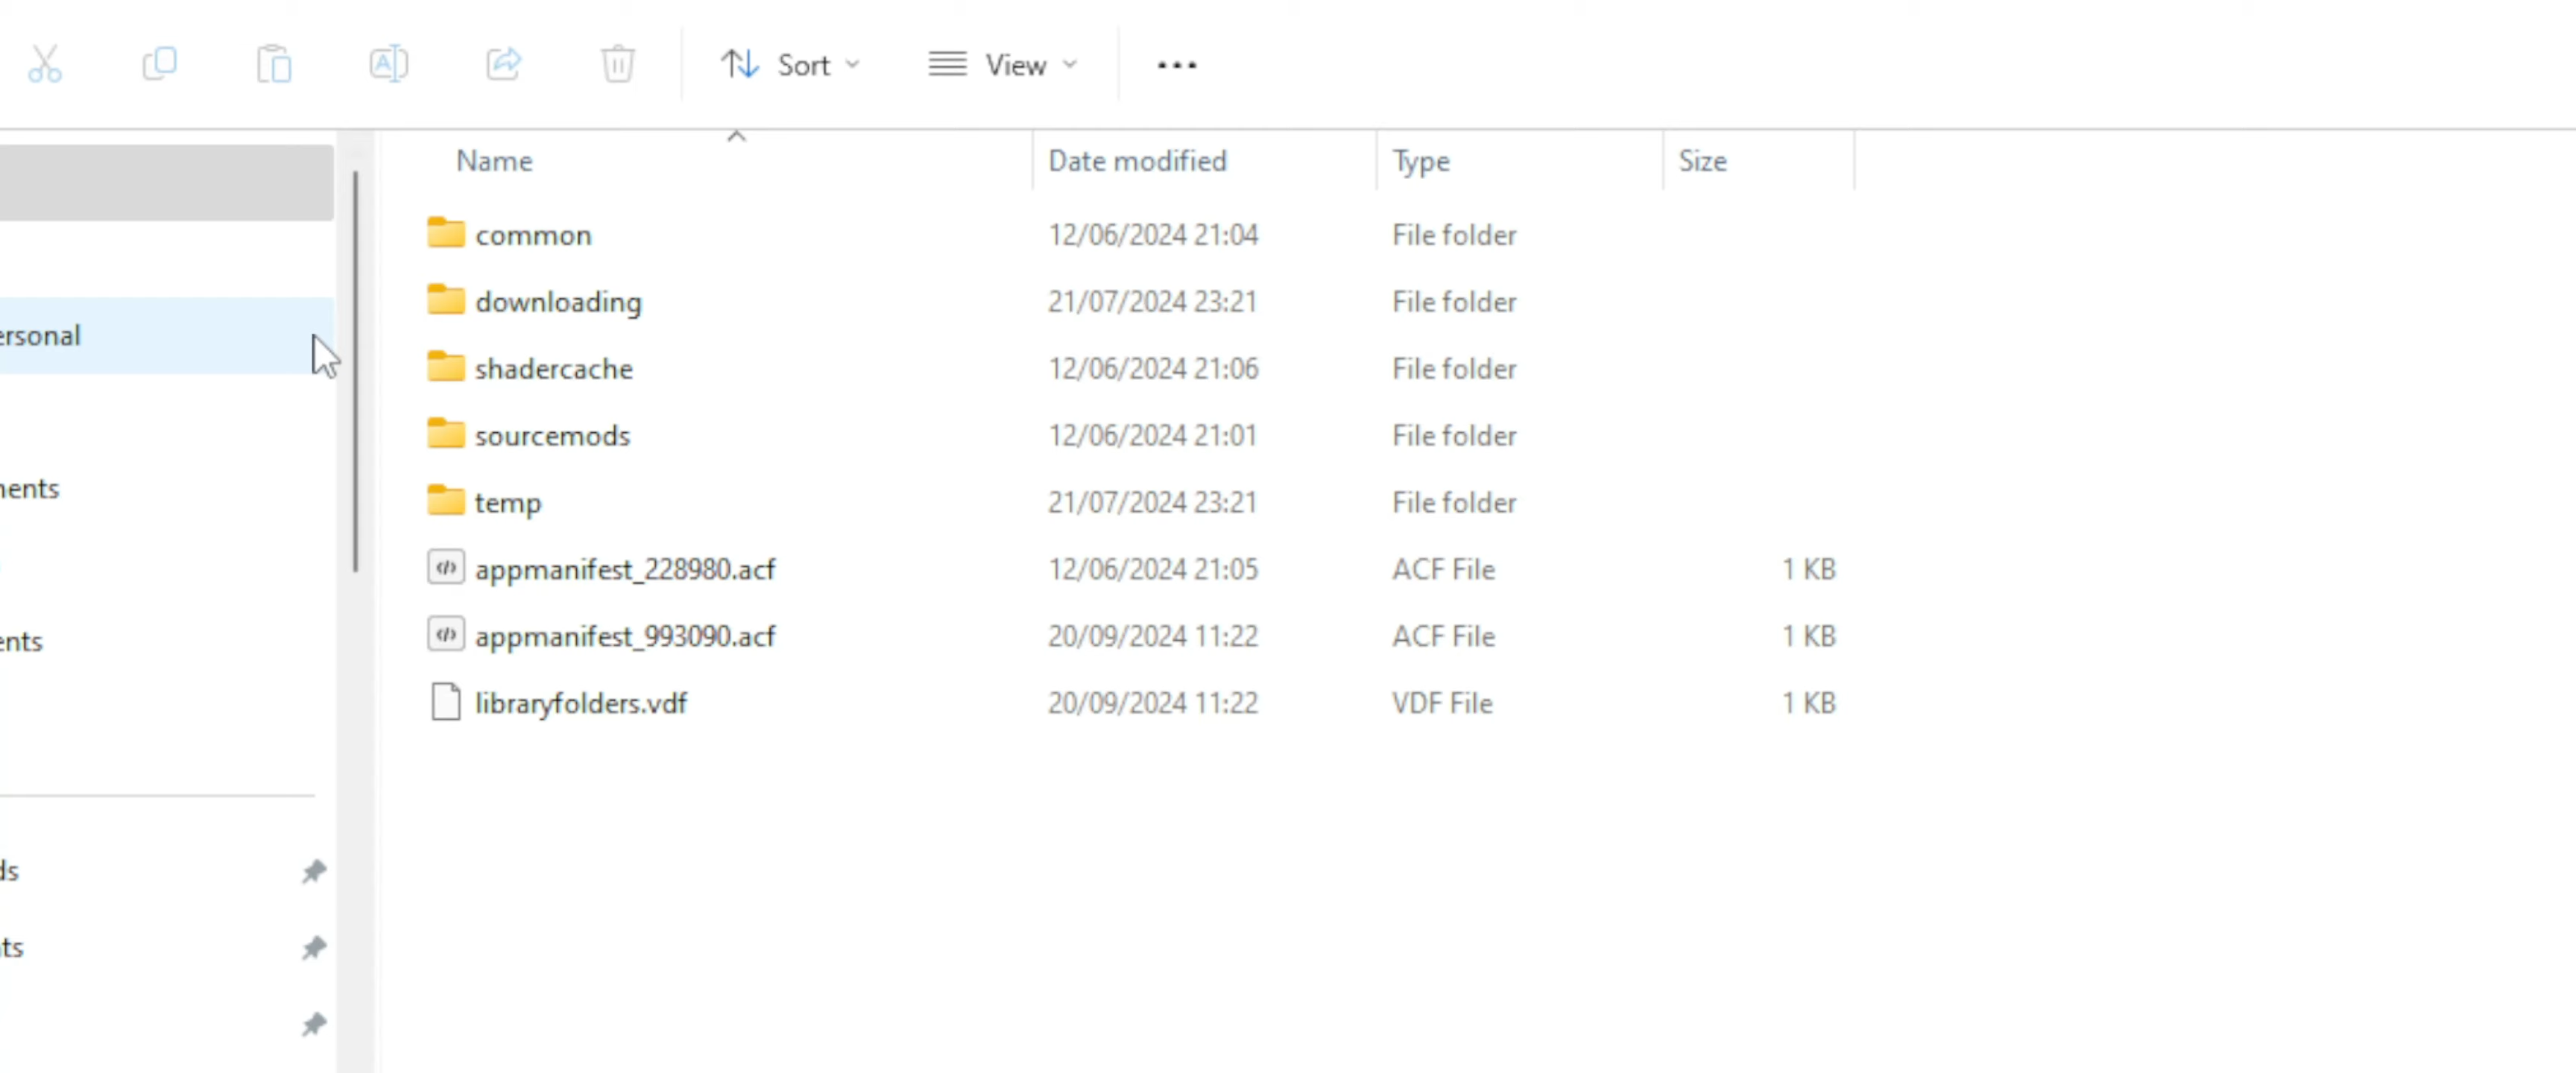 Sort View
Name Date modified Type Size
common 12/06/2024 21:04 File folder
downloading 21/07/2024 23:21 File folder
ersonal
shadercache 12/06/2024 21:06 File folder
sourcemods 12/06/2024 21:01 File folder
ents
temp 21/07/2024 23:21 File folder
appmanifest_228980.acf 12/06/2024 21:05 ACF File 1 KB
ents
appmanifest_993090.acf 20/09/2024 11:22 ACF File 1 KB
libraryfolders.vdf 20/09/2024 11:22 VDF File 1 KB
ds
ts